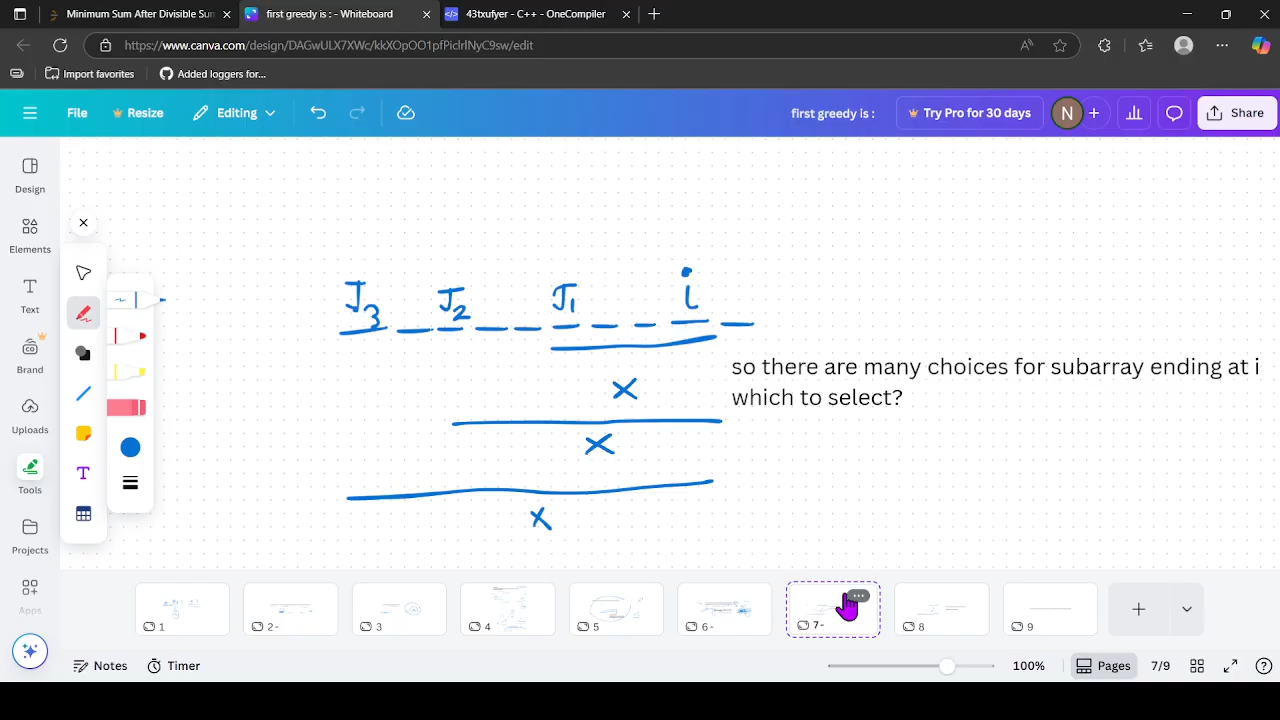 Minimum Sum After Divisible Sun
first greedy is : - Whiteboard
43txufyer - C++ - OneCompiler
https://www.canva.com/design/DAGwULX7XWc/kkXOpOO1pfPiclrlNyC9sw/edit
Import favorites
Added loggers for...
File
Resize
Editing
first greedy is :
Try Pro for 30 days
N
Share
Design
Elements
Text
Brand
Uploads
Tools
Projects
Apps
J3 J2 J1 i
so there are many choices for subarray ending at i
which to select?
x
x
x
1
2-
3
4
5
6-
7-
8
9
Notes
Timer
100%
Pages
7/9